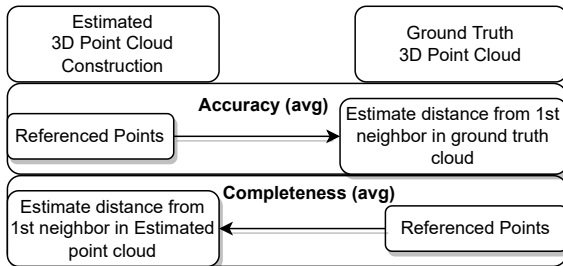 Estimated
3D Point Cloud
Construction
Ground Truth
3D Point Cloud
Accuracy (avg)
Referenced Points
Estimate distance from 1st
neighbor in ground truth
cloud
Completeness (avg)
Estimate distance from
1st neighbor in Estimated
point cloud
Referenced Points